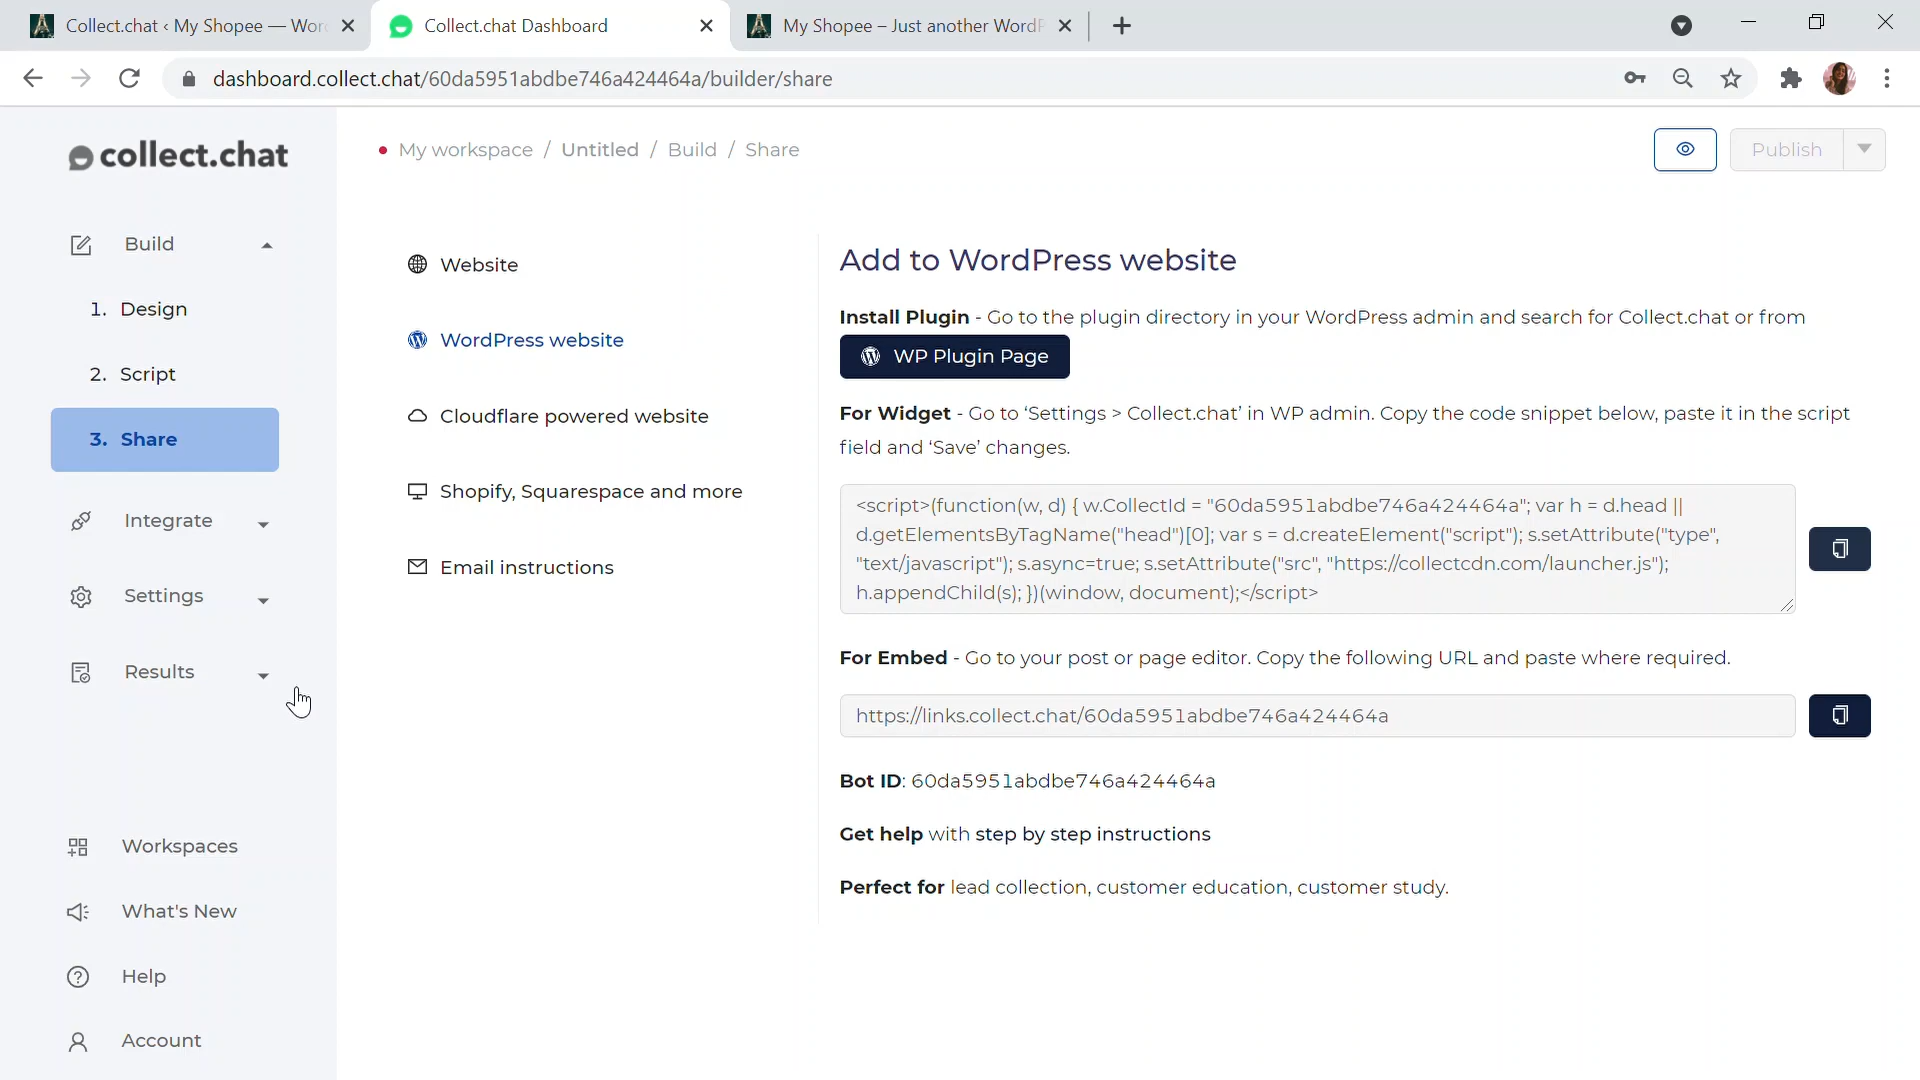 Collect.chat ‹ My Shopee — Wor
Collect.chat Dashboard
My Shopee – Just another WordP
dashboard.collect.chat/60da5951abdbe746a424464a/builder/share
collect.chat
My workspace / Untitled / Build / Share
Publish
Build
1. Design
2. Script
3. Share
Integrate
Settings
Results
Workspaces
What's New
Help
Account
Website
WordPress website
Cloudflare powered website
Shopify, Squarespace and more
Email instructions
Add to WordPress website
Install Plugin - Go to the plugin directory in your WordPress admin and search for Collect.chat or from
WP Plugin Page
For Widget - Go to ‘Settings > Collect.chat’ in WP admin. Copy the code snippet below, paste it in the script
field and ‘Save’ changes.
<script>(function(w, d) { w.CollectId = "60da5951abdbe746a424464a"; var h = d.head ||
d.getElementsByTagName("head")[0]; var s = d.createElement("script"); s.setAttribute("type",
"text/javascript"); s.async=true; s.setAttribute("src", "https://collectcdn.com/launcher.js");
h.appendChild(s); })(window, document);</script>
For Embed - Go to your post or page editor. Copy the following URL and paste where required.
https://links.collect.chat/60da5951abdbe746a424464a
Bot ID: 60da5951abdbe746a424464a
Get help with step by step instructions
Perfect for lead collection, customer education, customer study.